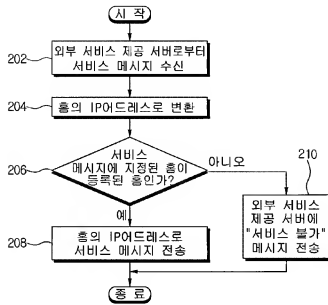 시 작
202
외부 서비스 제공 서버로부터
서비스 메시지 수신
204
홈의 IP어드레스로 변환
206
서비스
메시지에 지정된 홈이
등록된 홈인가?
아니오
예
208
홈의 IP어드레스로
서비스 메시지 전송
210
외부 서비스
제공 서버에
"서비스 불가"
메시지 전송
종 료